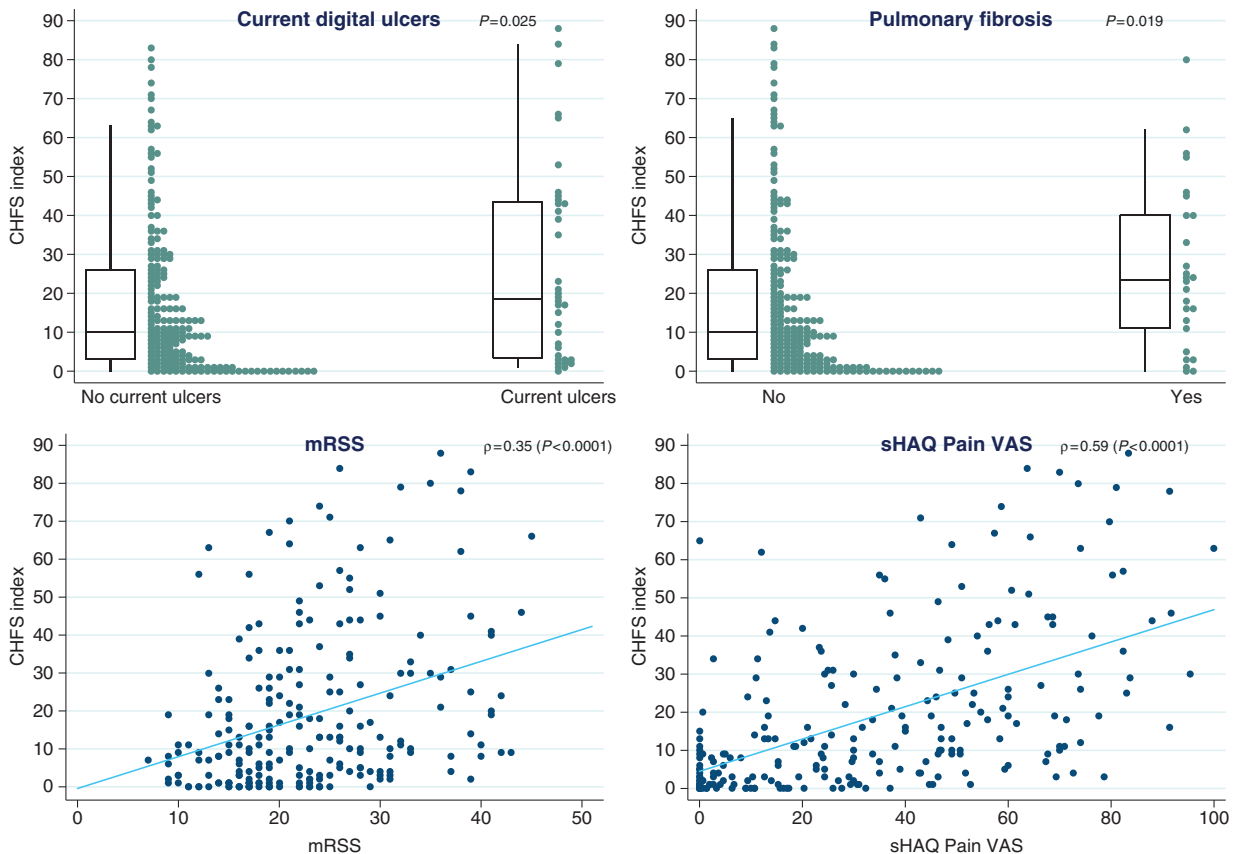 Current digital ulcers
P=0.025
CHFS index
90
80
70
60
50
40
30
20
10
0
No current ulcers
Current ulcers
Pulmonary fibrosis
P=0.019
CHFS index
90
80
70
60
50
40
30
20
10
0
No
Yes
mRSS
ρ=0.35 (P<0.0001)
CHFS index
90
80
70
60
50
40
30
20
10
0
0 10 20 30 40 50
mRSS
sHAQ Pain VAS
ρ=0.59 (P<0.0001)
CHFS index
90
80
70
60
50
40
30
20
10
0
0 20 40 60 80 100
sHAQ Pain VAS